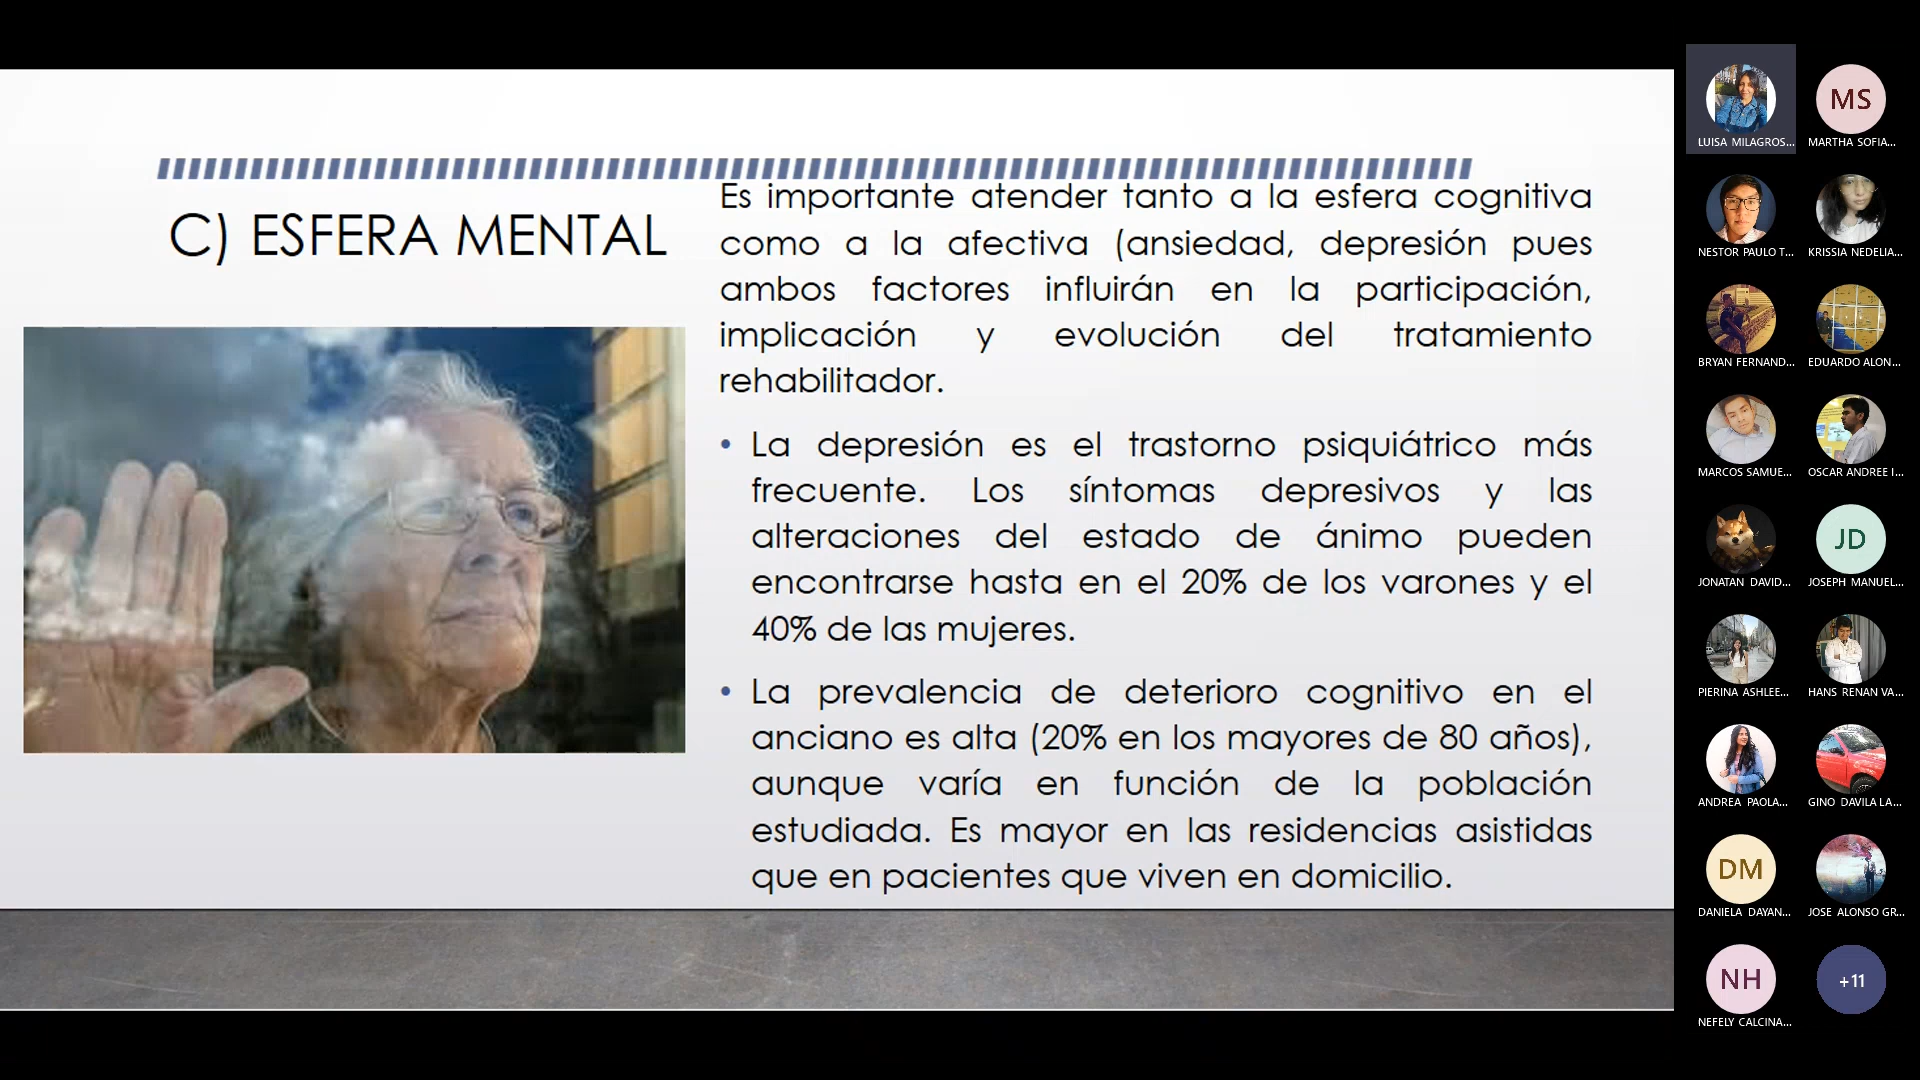 C) ESFERA MENTAL
Es importante atender tanto a la esfera cognitiva
como a la afectiva (ansiedad, depresión pues
ambos factores influirán en la participación,
implicación y evolución del tratamiento
rehabilitador.
• La depresión es el trastorno psiquiátrico más
frecuente. Los síntomas depresivos y las
alteraciones del estado de ánimo pueden
encontrarse hasta en el 20% de los varones y el
40% de las mujeres.
• La prevalencia de deterioro cognitivo en el
anciano es alta (20% en los mayores de 80 años),
aunque varía en función de la población
estudiada. Es mayor en las residencias asistidas
que en pacientes que viven en domicilio.
LUISA MILAGROS...
MS
MARTHA SOFIA...
NESTOR PAULO T...
KRISSIA NEDELIA...
BRYAN FERNAND...
EDUARDO ALON...
MARCOS SAMUE...
OSCAR ANDREE I...
JONATAN DAVID...
JD
JOSEPH MANUEL...
PIERINA ASHLEE...
HANS RENAN VA...
ANDREA PAOLA...
GINO DAVILA LA...
DM
DANIELA DAYAN...
JOSE ALONSO GR...
NH
NEFELY CALCINA...
+11